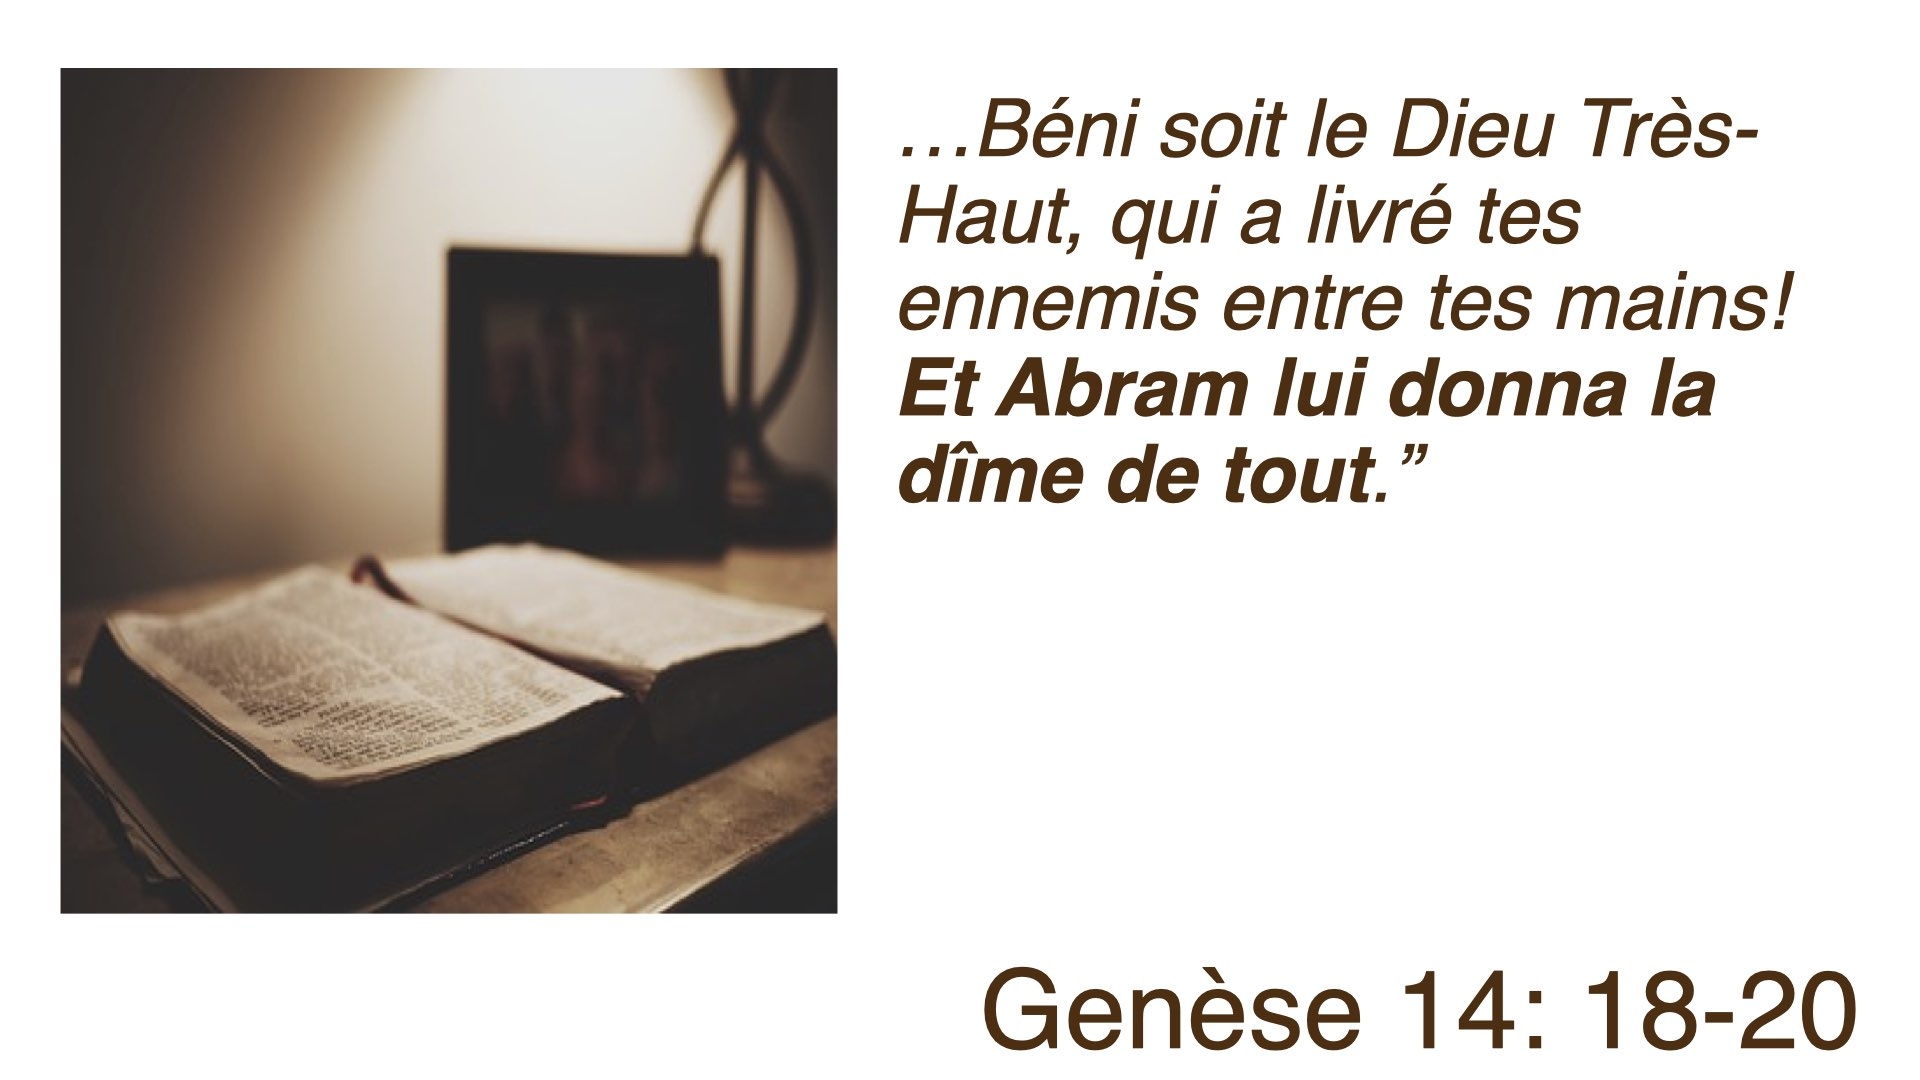 …Béni soit le Dieu Très-
Haut, qui a livré tes
ennemis entre tes mains!
Et Abram lui donna la
dîme de tout.”
Genèse 14: 18-20